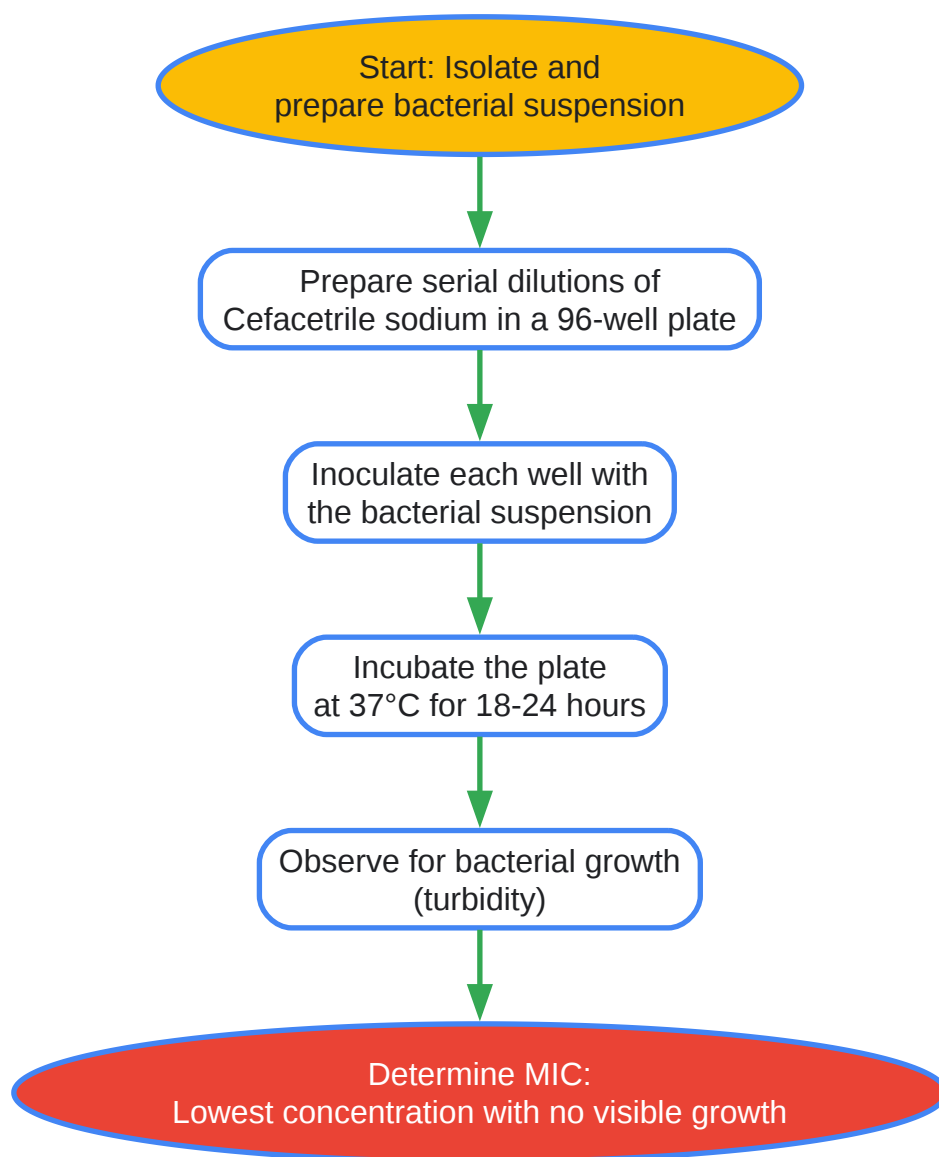 Start: Isolate and
prepare bacterial suspension
Prepare serial dilutions of
Cefacetrile sodium in a 96-well plate
Inoculate each well with
the bacterial suspension
Incubate the plate
at 37°C for 18-24 hours
Observe for bacterial growth
(turbidity)
Determine MIC:
Lowest concentration with no visible growth